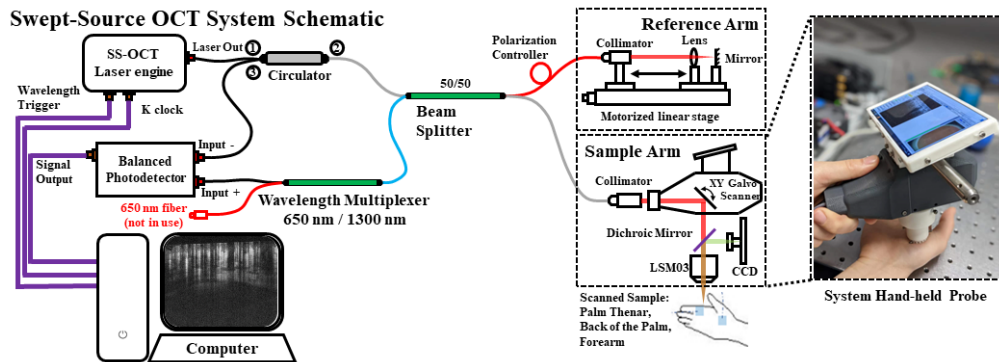 Swept-Source OCT System Schematic
SS-OCT
Laser engine
Laser Out
①
②
③
Circulator
Wavelength
Trigger
K clock
Signal
Output
Balanced
Photodetector
Input -
Input +
650 nm fiber
(not in use)
Wavelength Multiplexer
650 nm / 1300 nm
50/50
Beam
Splitter
Computer
Polarization
Controller
Reference Arm
Collimator
Lens
Mirror
Motorized linear stage
Sample Arm
Collimator
XY Galvo
Scanner
Dichroic Mirror
LSM03
CCD
Scanned Sample:
Palm Thenar,
Back of the Palm,
Forearm
System Hand-held Probe